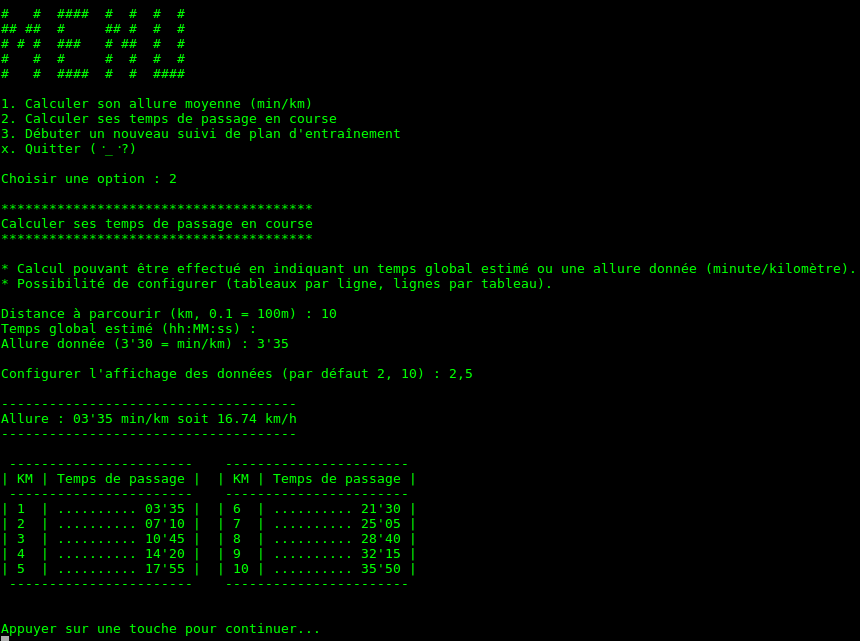 #   #  ####  #  #  #  #
## ##  #     ## #  #  #
# # #  ###   # ##  #  #
#   #  #     #  #  #  #
#   #  ####  #  #  ####

1. Calculer son allure moyenne (min/km)
2. Calculer ses temps de passage en course
3. Débuter un nouveau suivi de plan d'entraînement
x. Quitter ( ·_ ·?)

Choisir une option : 2

***************************************
Calculer ses temps de passage en course
***************************************

* Calcul pouvant être effectué en indiquant un temps global estimé ou une allure donnée (minute/kilomètre).
* Possibilité de configurer (tableaux par ligne, lignes par tableau).

Distance à parcourir (km, 0.1 = 100m) : 10
Temps global estimé (hh:MM:ss) :
Allure donnée (3'30 = min/km) : 3'35

Configurer l'affichage des données (par défaut 2, 10) : 2,5

-------------------------------------
Allure : 03'35 min/km soit 16.74 km/h
-------------------------------------

 -----------------------    -----------------------
| KM | Temps de passage |  | KM | Temps de passage |
 -----------------------    -----------------------
| 1  | .......... 03'35 |  | 6  | .......... 21'30 |
| 2  | .......... 07'10 |  | 7  | .......... 25'05 |
| 3  | .......... 10'45 |  | 8  | .......... 28'40 |
| 4  | .......... 14'20 |  | 9  | .......... 32'15 |
| 5  | .......... 17'55 |  | 10 | .......... 35'50 |
 -----------------------    -----------------------


Appuyer sur une touche pour continuer...